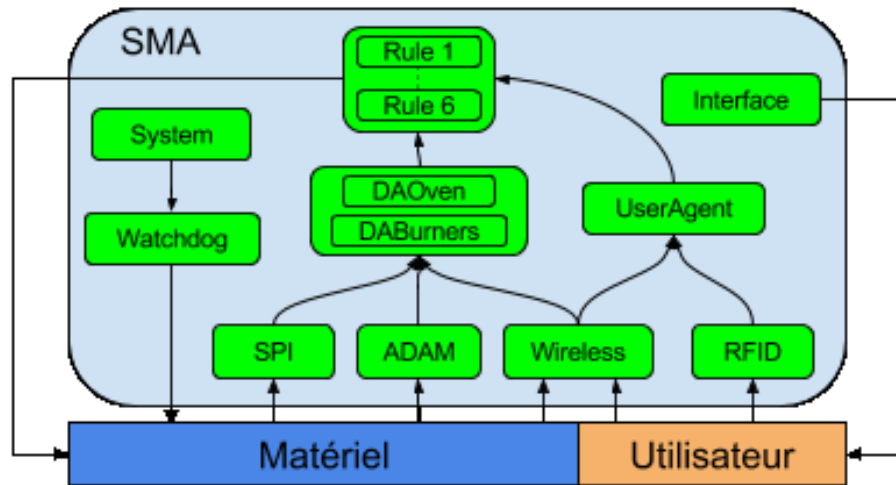 SMA
Rule 1
Rule 6
Interface
System
DAOven
DABurners
UserAgent
Watchdog
SPI
ADAM
Wireless
RFID
Matériel
Utilisateur